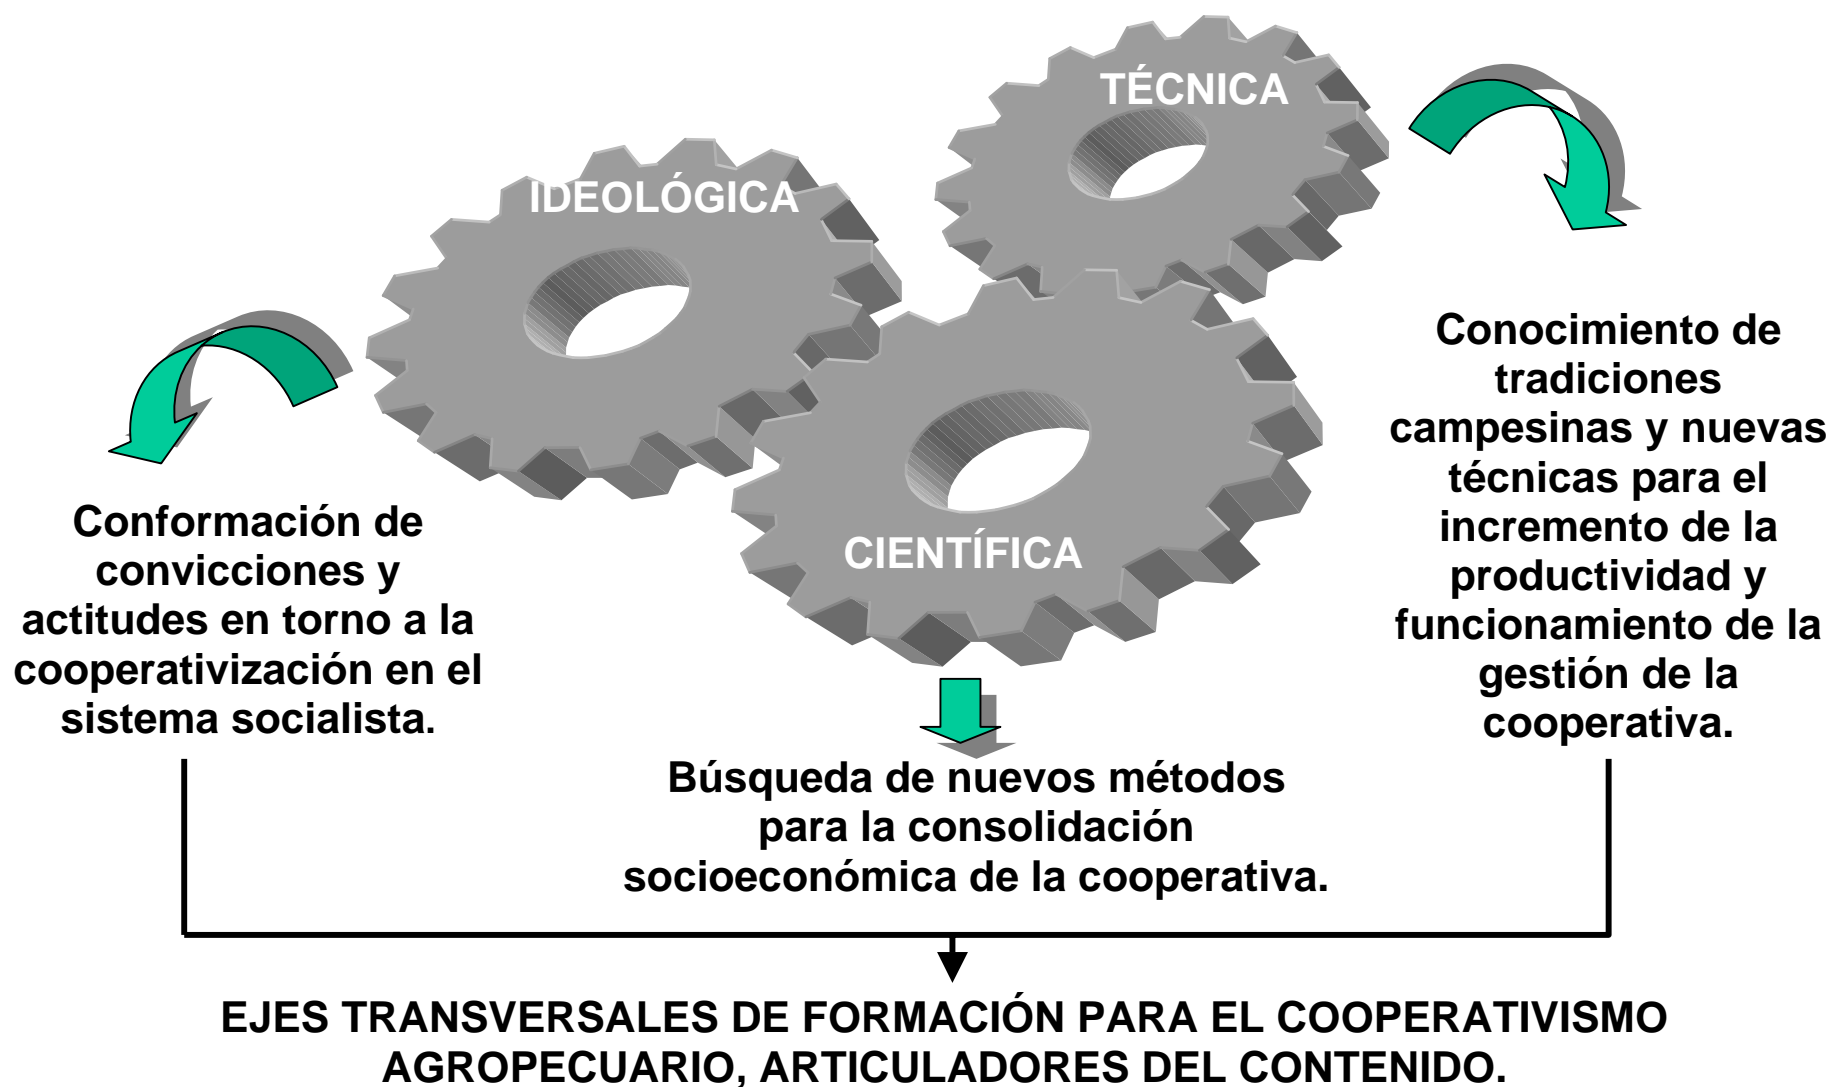 TÉCNICA
IDEOLÓGICA
CIENTÍFICA
Conocimiento de
tradiciones
campesinas y nuevas
técnicas para el
incremento de la
productividad y
funcionamiento de la
gestión de la
cooperativa.
Conformación de
convicciones y
actitudes en torno a la
cooperativización en el
sistema socialista.
Búsqueda de nuevos métodos
para la consolidación
socioeconómica de la cooperativa.
EJES TRANSVERSALES DE FORMACIÓN PARA EL COOPERATIVISMO
AGROPECUARIO, ARTICULADORES DEL CONTENIDO.